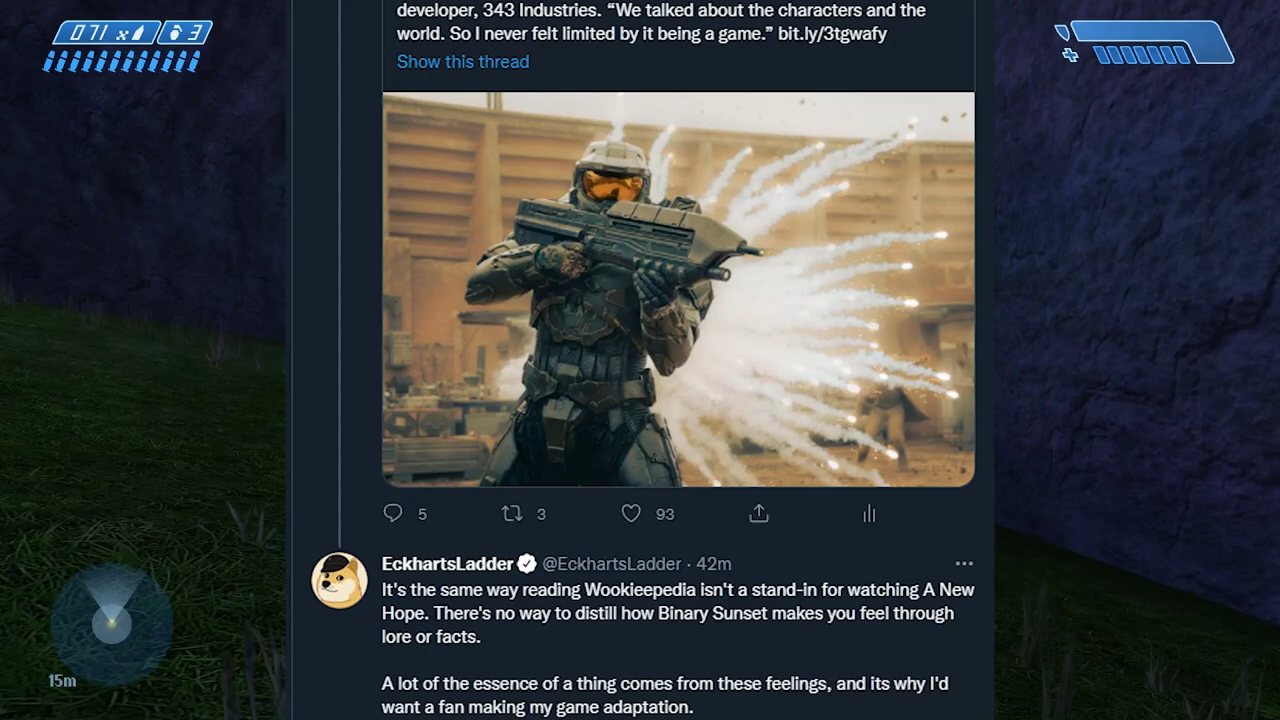 071 x
3
developer, 343 Industries. “We talked about the characters and the
world. So I never felt limited by it being a game.” bit.ly/3tgwafy
Show this thread
5
3
93
EckhartsLadder @EckhartsLadder · 42m
It's the same way reading Wookieepedia isn't a stand-in for watching A New
Hope. There's no way to distill how Binary Sunset makes you feel through
lore or facts.
A lot of the essence of a thing comes from these feelings, and its why I'd
want a fan making my game adaptation.
15m